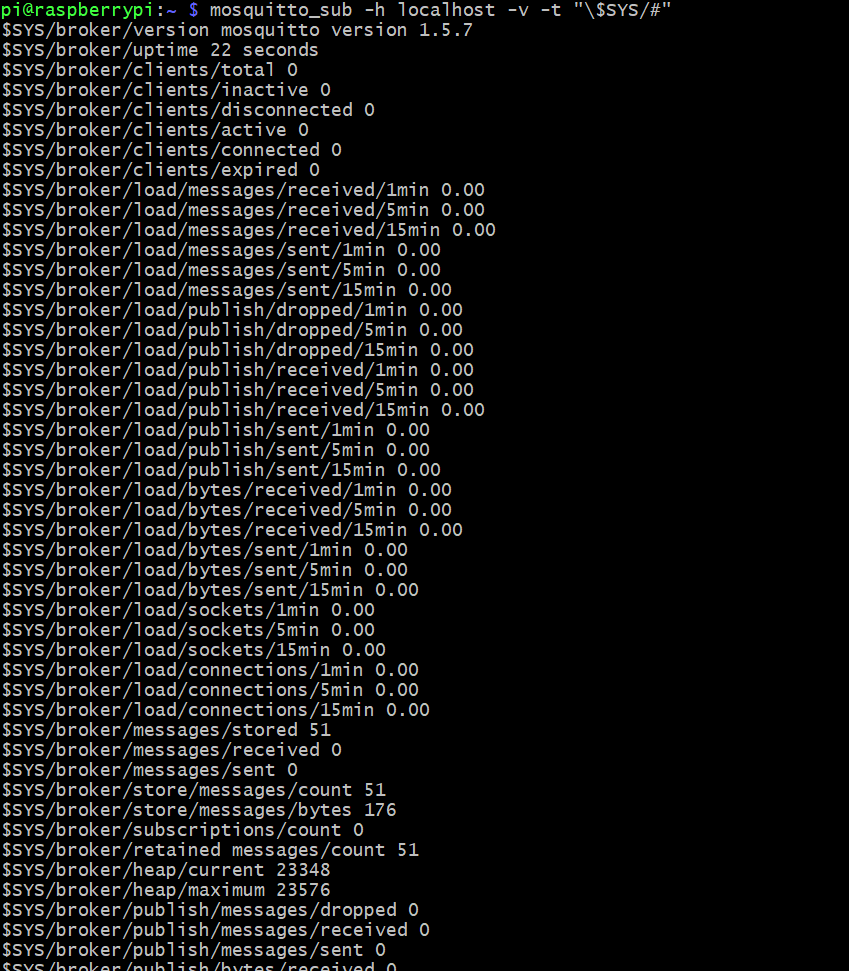 pi@raspberrypi:~ $ mosquitto_sub -h localhost -v -t "\$SYS/#"
$SYS/broker/version mosquitto version 1.5.7
$SYS/broker/uptime 22 seconds
$SYS/broker/clients/total 0
$SYS/broker/clients/inactive 0
$SYS/broker/clients/disconnected 0
$SYS/broker/clients/active 0
$SYS/broker/clients/connected 0
$SYS/broker/clients/expired 0
$SYS/broker/load/messages/received/1min 0.00
$SYS/broker/load/messages/received/5min 0.00
$SYS/broker/load/messages/received/15min 0.00
$SYS/broker/load/messages/sent/1min 0.00
$SYS/broker/load/messages/sent/5min 0.00
$SYS/broker/load/messages/sent/15min 0.00
$SYS/broker/load/publish/dropped/1min 0.00
$SYS/broker/load/publish/dropped/5min 0.00
$SYS/broker/load/publish/dropped/15min 0.00
$SYS/broker/load/publish/received/1min 0.00
$SYS/broker/load/publish/received/5min 0.00
$SYS/broker/load/publish/received/15min 0.00
$SYS/broker/load/publish/sent/1min 0.00
$SYS/broker/load/publish/sent/5min 0.00
$SYS/broker/load/publish/sent/15min 0.00
$SYS/broker/load/bytes/received/1min 0.00
$SYS/broker/load/bytes/received/5min 0.00
$SYS/broker/load/bytes/received/15min 0.00
$SYS/broker/load/bytes/sent/1min 0.00
$SYS/broker/load/bytes/sent/5min 0.00
$SYS/broker/load/bytes/sent/15min 0.00
$SYS/broker/load/sockets/1min 0.00
$SYS/broker/load/sockets/5min 0.00
$SYS/broker/load/sockets/15min 0.00
$SYS/broker/load/connections/1min 0.00
$SYS/broker/load/connections/5min 0.00
$SYS/broker/load/connections/15min 0.00
$SYS/broker/messages/stored 51
$SYS/broker/messages/received 0
$SYS/broker/messages/sent 0
$SYS/broker/store/messages/count 51
$SYS/broker/store/messages/bytes 176
$SYS/broker/subscriptions/count 0
$SYS/broker/retained messages/count 51
$SYS/broker/heap/current 23348
$SYS/broker/heap/maximum 23576
$SYS/broker/publish/messages/dropped 0
$SYS/broker/publish/messages/received 0
$SYS/broker/publish/messages/sent 0
$SYS/broker/publish/bytes/received 0